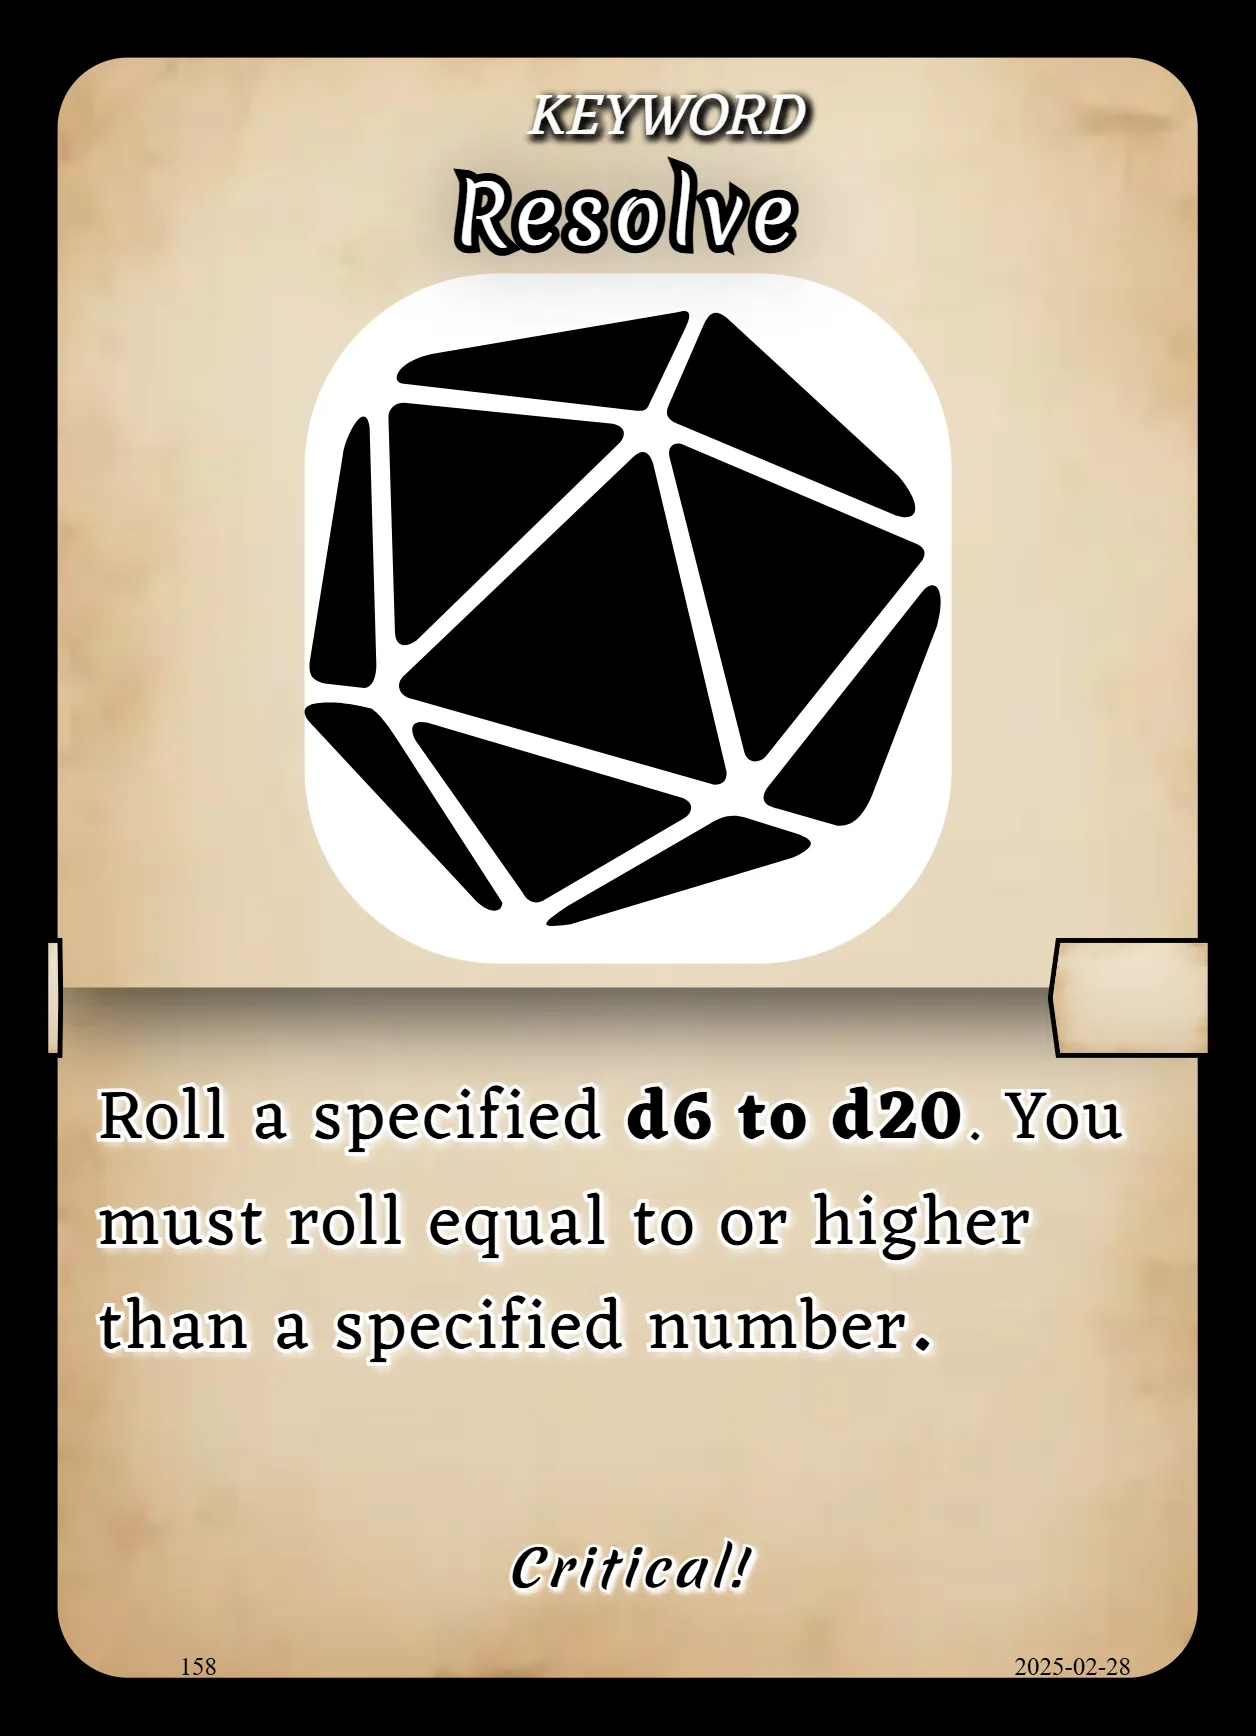 KEYWORD
Resolve
Roll a specified d6 to d20. You
must roll equal to or higher
than a specified number.
Critical!
158
2025-02-28